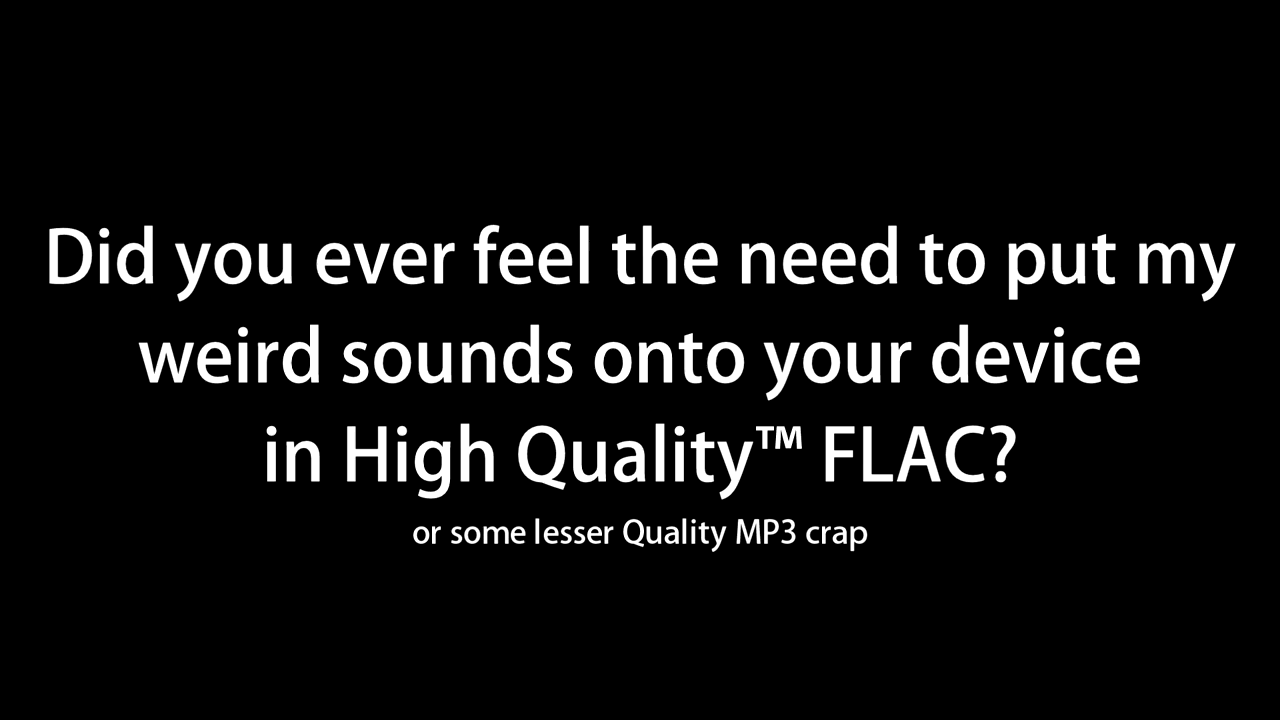 Did you ever feel the need to put my
weird sounds onto your device
in High Quality™ FLAC?
or some lesser Quality MP3 crap